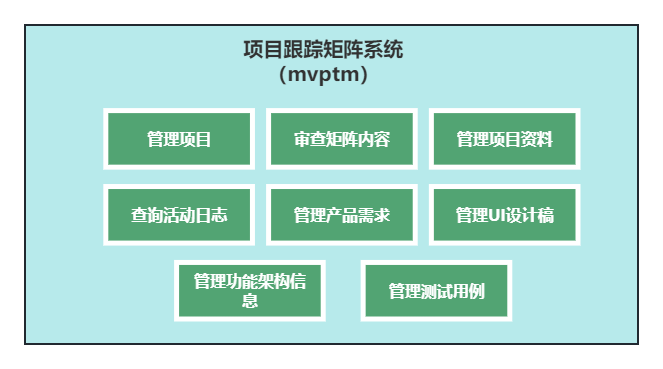 项目跟踪矩阵系统
（mvptm）
管理项目
审查矩阵内容
管理项目资料
查询活动日志
管理产品需求
管理UI设计稿
管理功能架构信
息
管理测试用例